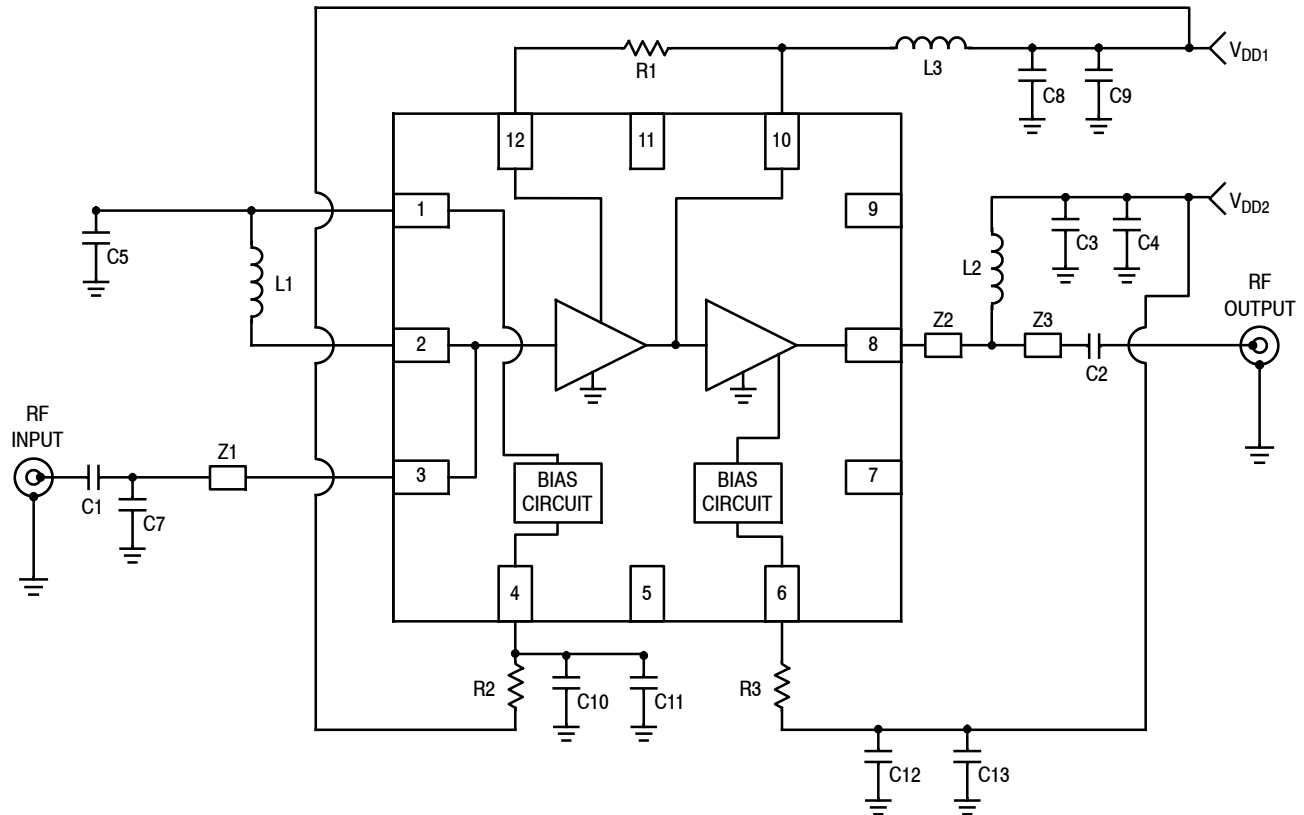 R1
L3
C8
C9
VDD1
12
11
10
1
9
C5
L1
VDD2
C3
C4
L2
RF
OUTPUT
2
8
Z2
Z3
C2
RF
INPUT
Z1
3
BIAS
CIRCUIT
BIAS
CIRCUIT
7
C1
C7
4
5
6
R2
C10
C11
R3
C12
C13